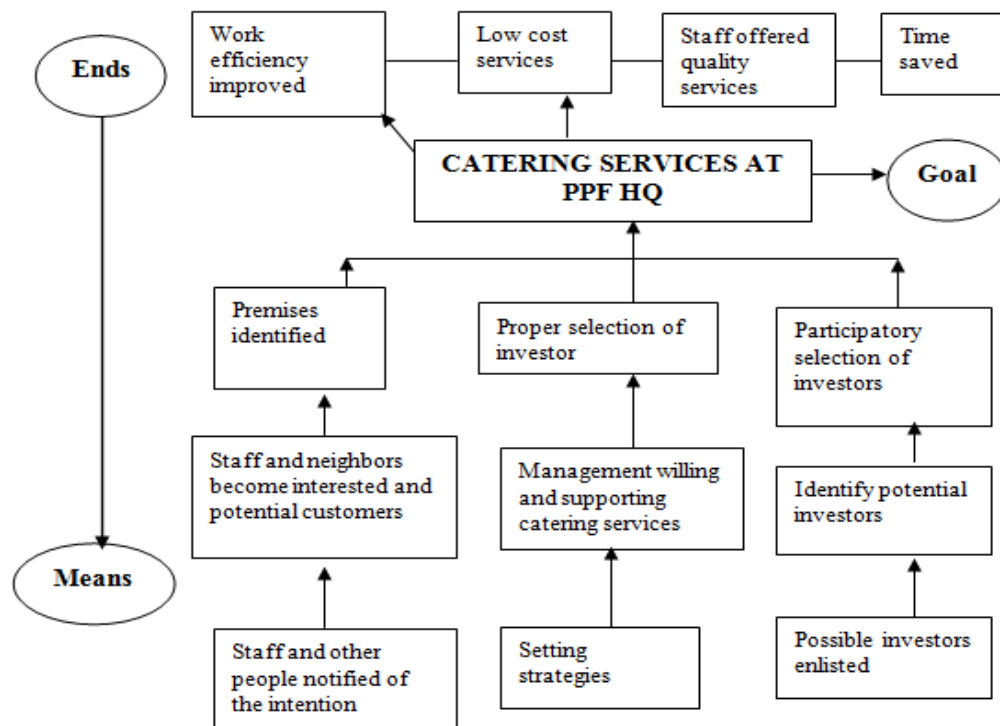 Ends
Work
efficiency
improved
Low cost
services
Staff offered
quality
services
Time
saved
CATERING SERVICES AT
PPF HQ
Goal
Premises
identified
Proper selection of
investor
Participatory
selection of
investors
Staff and neighbors
become interested and
potential customers
Management willing
and supporting
catering services
Identify potential
investors
Means
Staff and other
people notified of
the intention
Setting
strategies
Possible investors
enlisted